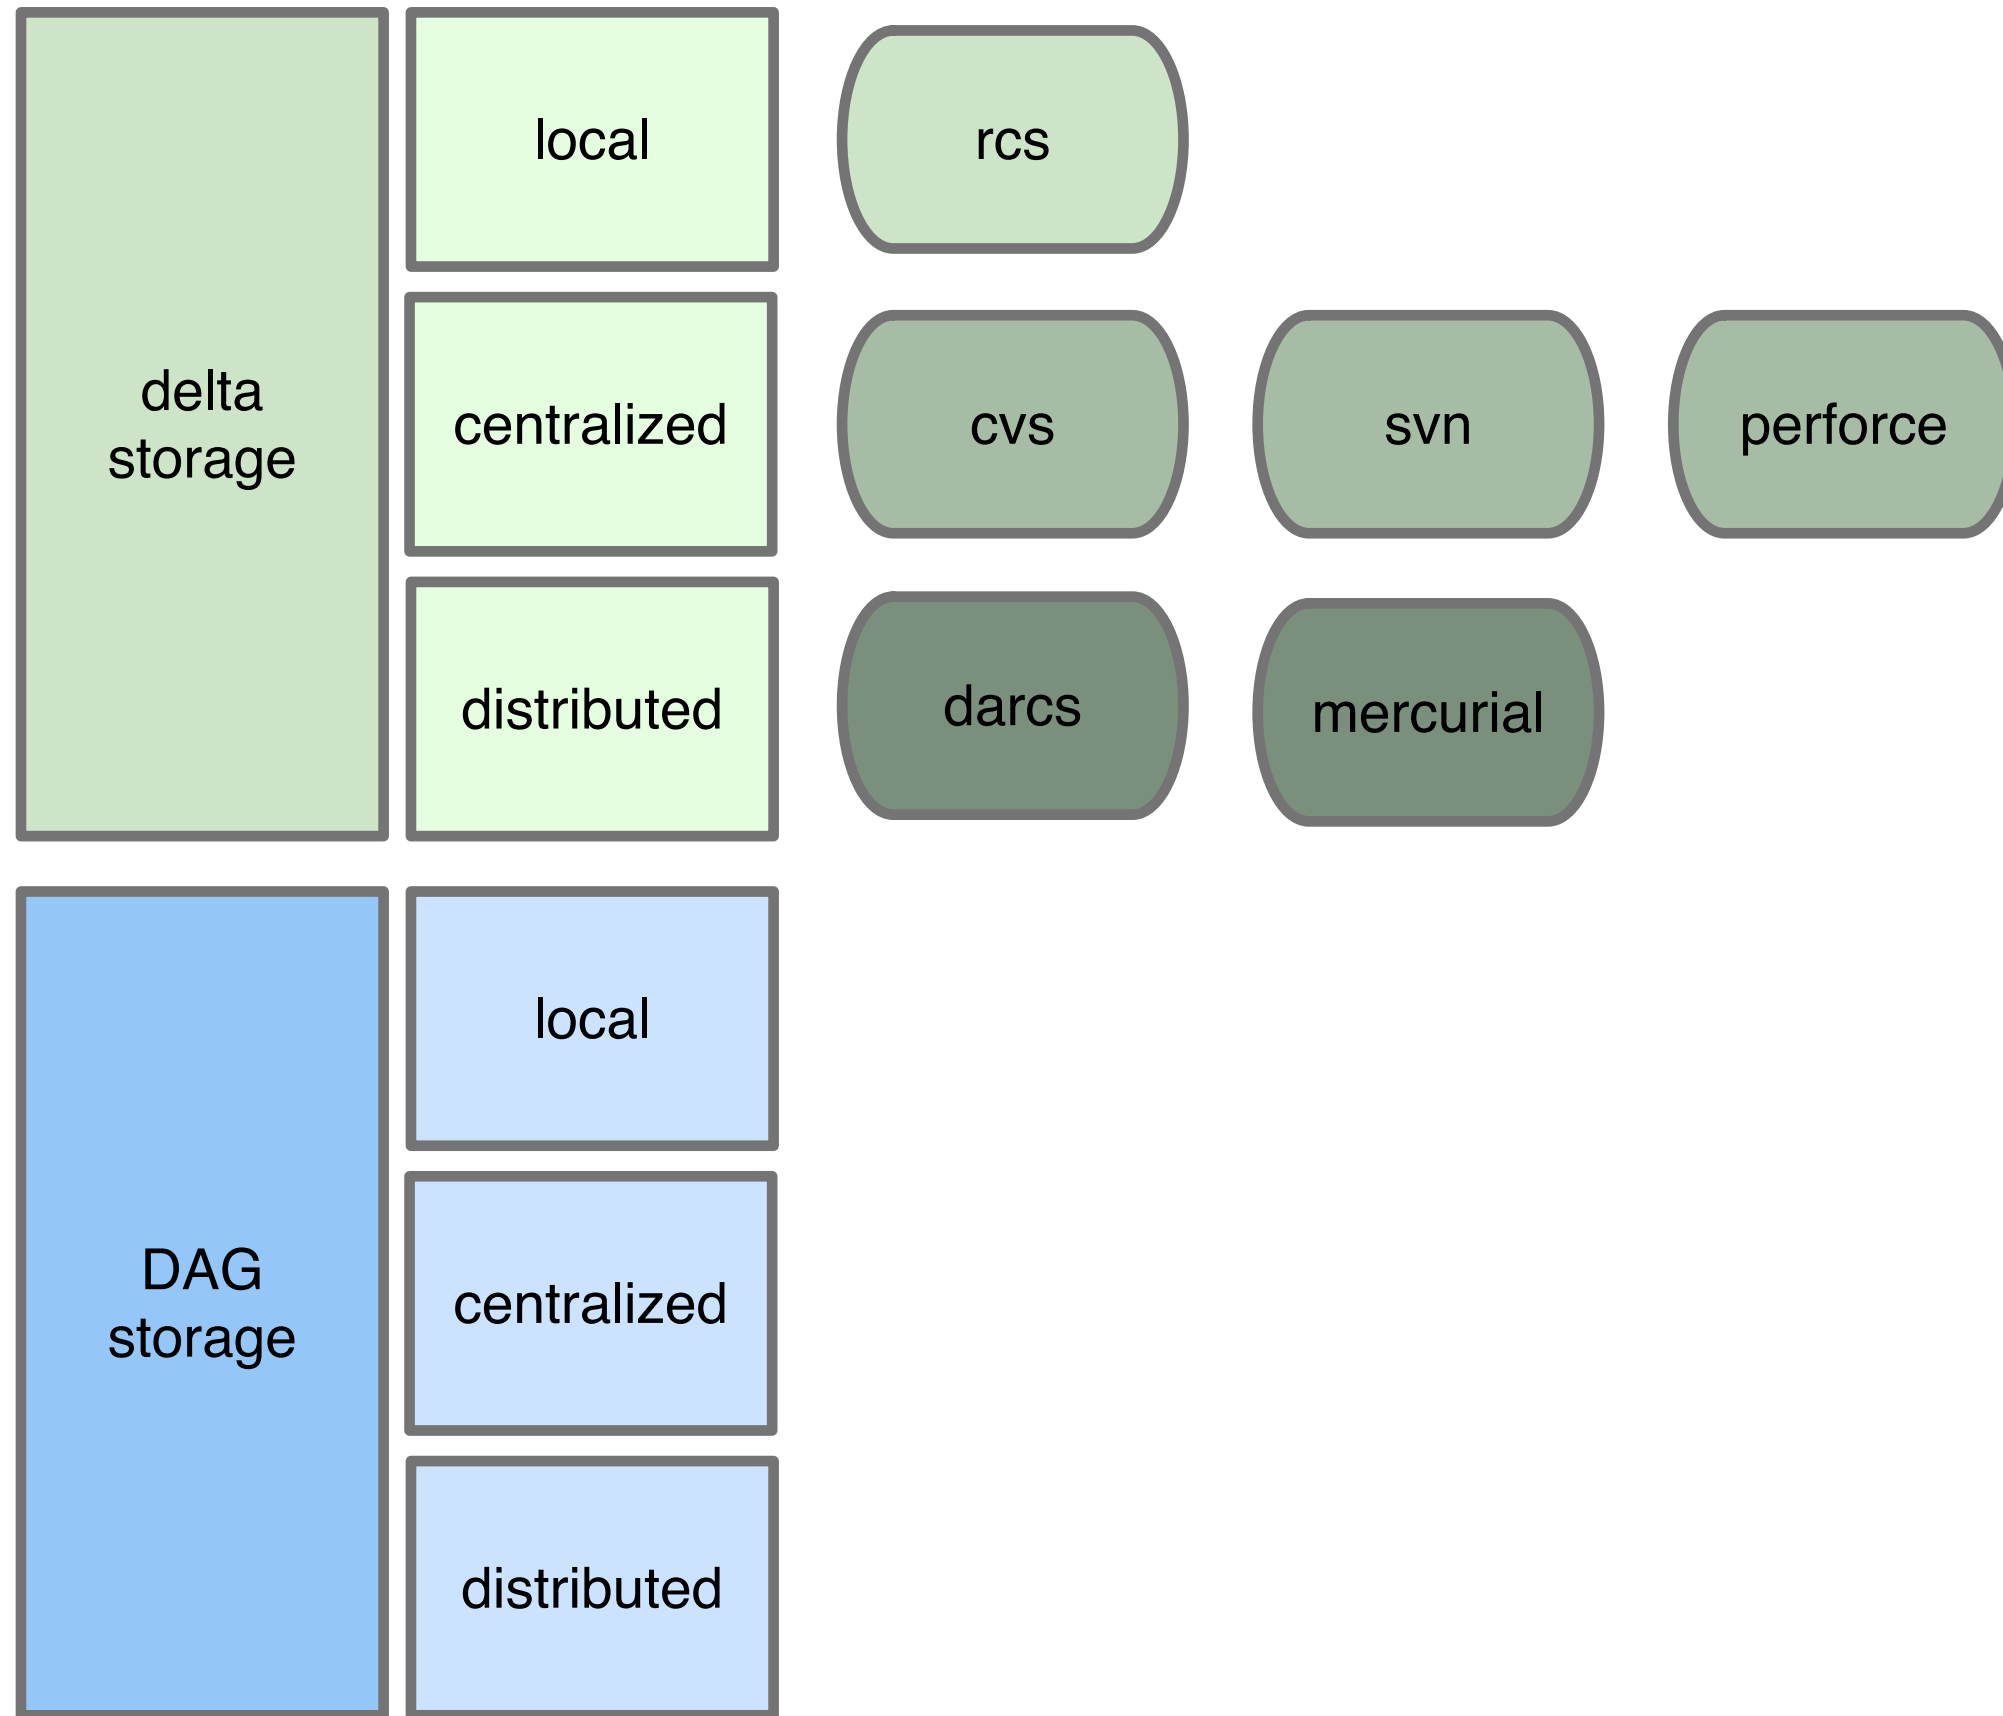 delta
storage
local
rcs
centralized
cvs
svn
perforce
distributed
darcs
mercurial
DAG
storage
local
centralized
distributed